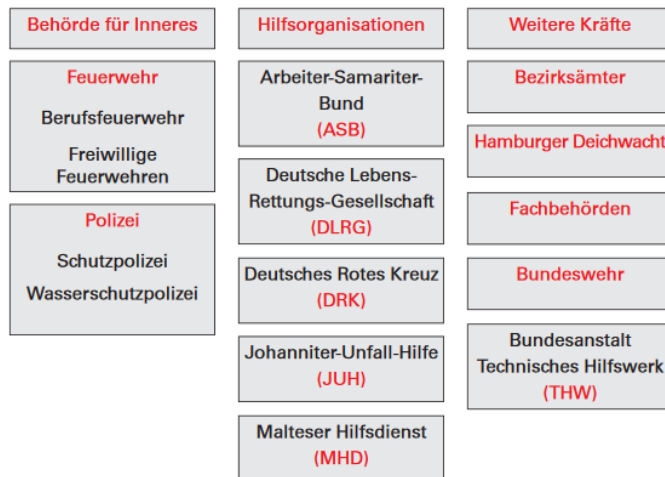 Behörde für Inneres
Feuerwehr
Berufsfeuerwehr
Freiwillige
Feuerwehren
Polizei
Schutzpolizei
Wasserschutzpolizei
Hilfsorganisationen
Arbeiter-Samariter-
Bund
(ASB)
Deutsche Lebens-
Rettungs-Gesellschaft
(DLRG)
Deutsches Rotes Kreuz
(DRK)
Johanniter-Unfall-Hilfe
(JUH)
Malteser Hilfsdienst
(MHD)
Weitere Kräfte
Bezirksämter
Hamburger Deichwacht
Fachbehörden
Bundeswehr
Bundesanstalt
Technisches Hilfswerk
(THW)